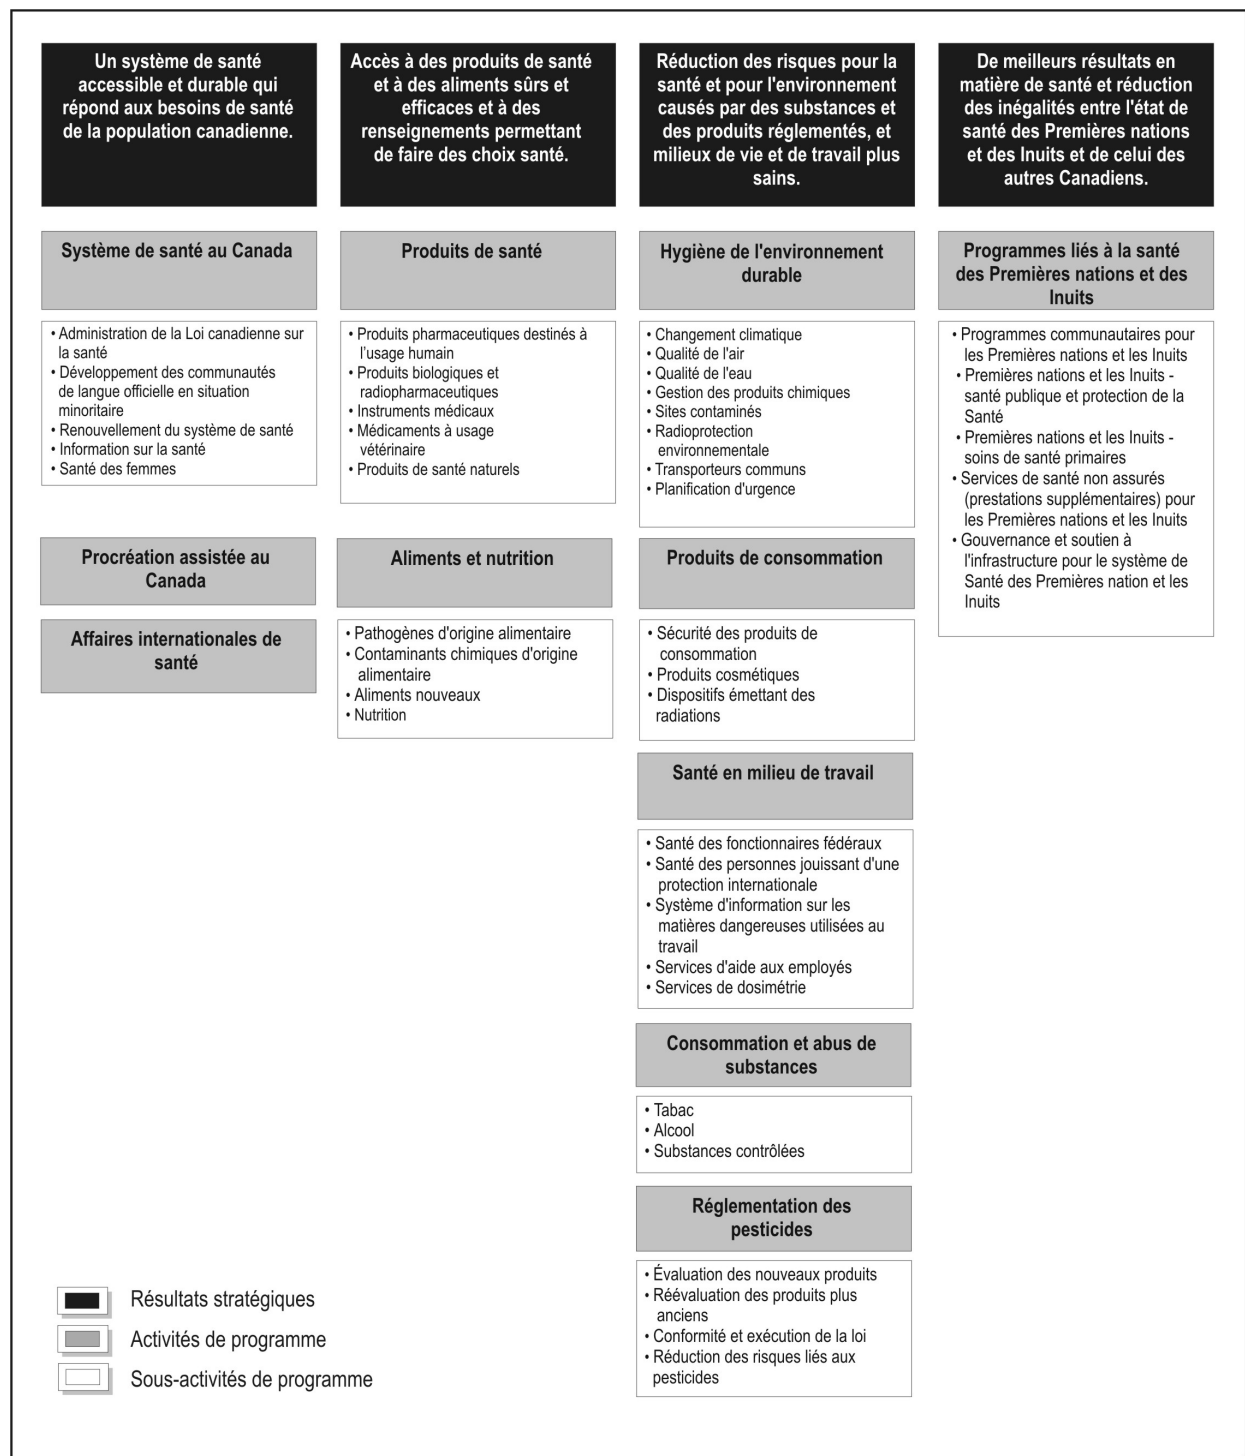 Un système de santé
accessible et durable qui
répond aux besoins de santé
de la population canadienne.
Système de santé au Canada
• Administration de la Loi canadienne sur
la santé
• Développement des communautés
de langue officielle en situation
minoritaire
• Renouvellement du système de santé
• Information sur la santé
• Santé des femmes
Procréation assistée au
Canada
Affaires internationales de
santé
Accès à des produits de santé
et à des aliments sûrs et
efficaces et à des
renseignements permettant
de faire des choix santé.
Produits de santé
• Produits pharmaceutiques destinés à
l'usage humain
• Produits biologiques et
radiopharmaceutiques
• Instruments médicaux
• Médicaments à usage
vétérinaire
• Produits de santé naturels
Aliments et nutrition
• Pathogènes d'origine alimentaire
• Contaminants chimiques d'origine
alimentaire
• Aliments nouveaux
• Nutrition
Réduction des risques pour la
santé et pour l'environnement
causés par des substances et
des produits réglementés, et
milieux de vie et de travail plus
sains.
Hygiène de l'environnement
durable
• Changement climatique
• Qualité de l'air
• Qualité de l'eau
• Gestion des produits chimiques
• Sites contaminés
• Radioprotection
environnementale
• Transporteurs communs
• Planification d'urgence
Produits de consommation
• Sécurité des produits de
consommation
• Produits cosmétiques
• Dispositifs émettant des
radiations
Santé en milieu de travail
• Santé des fonctionnaires fédéraux
• Santé des personnes jouissant d'une
protection internationale
• Système d'information sur les
matières dangereuses utilisées au
travail
• Services d'aide aux employés
• Services de dosimétrie
Consommation et abus de
substances
• Tabac
• Alcool
• Substances contrôlées
Réglementation des
pesticides
• Évaluation des nouveaux produits
• Réévaluation des produits plus
anciens
• Conformité et exécution de la loi
• Réduction des risques liés aux
pesticides
De meilleurs résultats en
matière de santé et réduction
des inégalités entre l'état de
santé des Premières nations
et des Inuits et de celui des
autres Canadiens.
Programmes liés à la santé
des Premières nations et des
Inuits
• Programmes communautaires pour
les Premières nations et les Inuits
• Premières nations et les Inuits -
santé publique et protection de la
Santé
• Premières nations et les Inuits -
soins de santé primaires
• Services de santé non assurés
(prestations supplémentaires) pour
les Premières nations et les Inuits
• Gouvernance et soutien à
l'infrastructure pour le système de
Santé des Premières nation et les
Inuits
Résultats stratégiques
Activités de programme
Sous-activités de programme